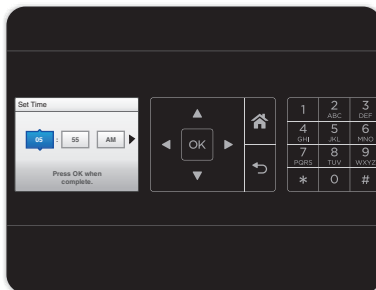 Set Time
05 : 55 AM
Press OK when
complete.
OK
1 2 ABC 3 DEF
4 GHI 5 JKL 6 MNO
7 PQRS 8 TUV 9 WXYZ
* 0 #